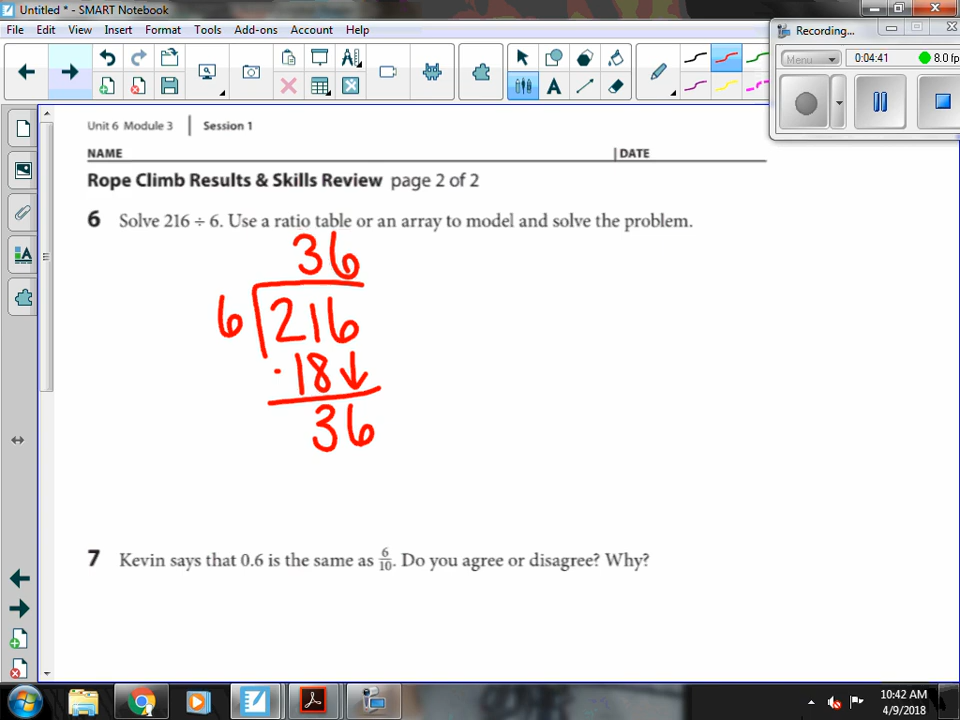 Untitled * - SMART Notebook
File Edit View Insert Format Tools Add-ons Account Help
Recording...
Menu 0:04:41 8.0 fp
Unit 6 Module 3 | Session 1
NAME | DATE
Rope Climb Results & Skills Review page 2 of 2
6 Solve 216 ÷ 6. Use a ratio table or an array to model and solve the problem.
36
6 216
- 18 ↓
36
7 Kevin says that 0.6 is the same as 6/10. Do you agree or disagree? Why?
10:42 AM
4/9/2018